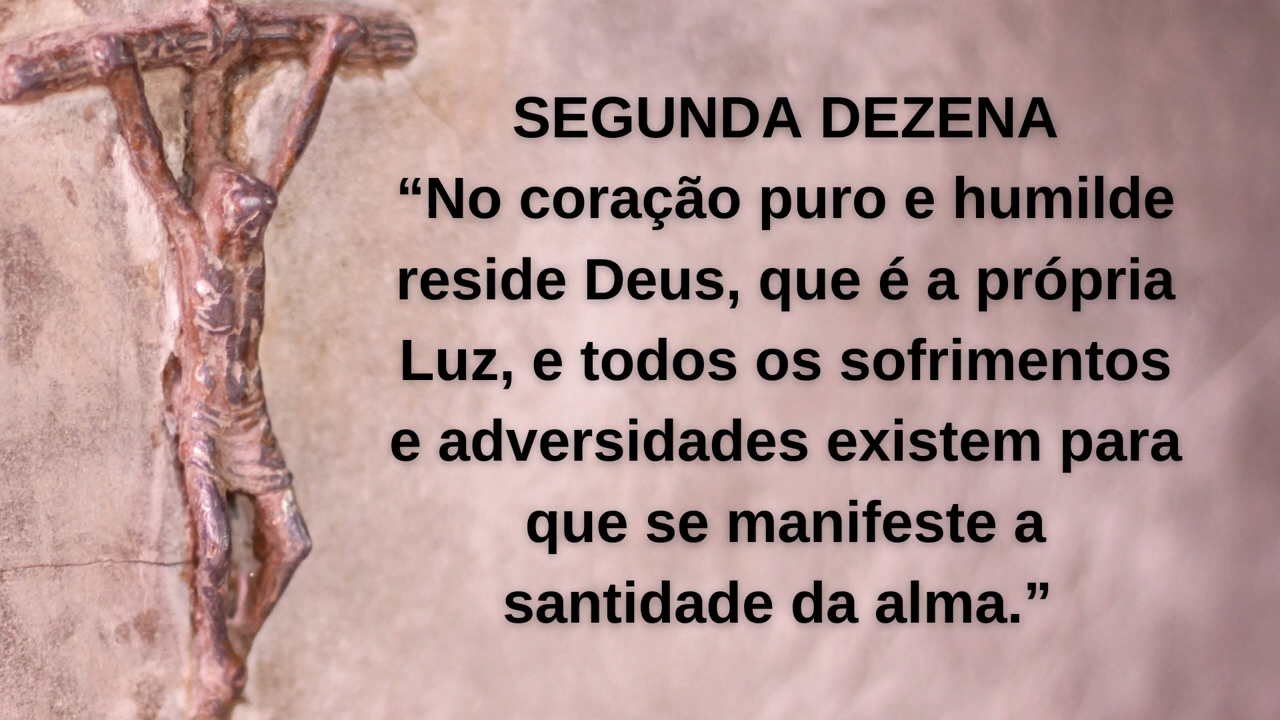 SEGUNDA DEZENA
“No coração puro e humilde
reside Deus, que é a própria
Luz, e todos os sofrimentos
e adversidades existem para
que se manifeste a
santidade da alma.”